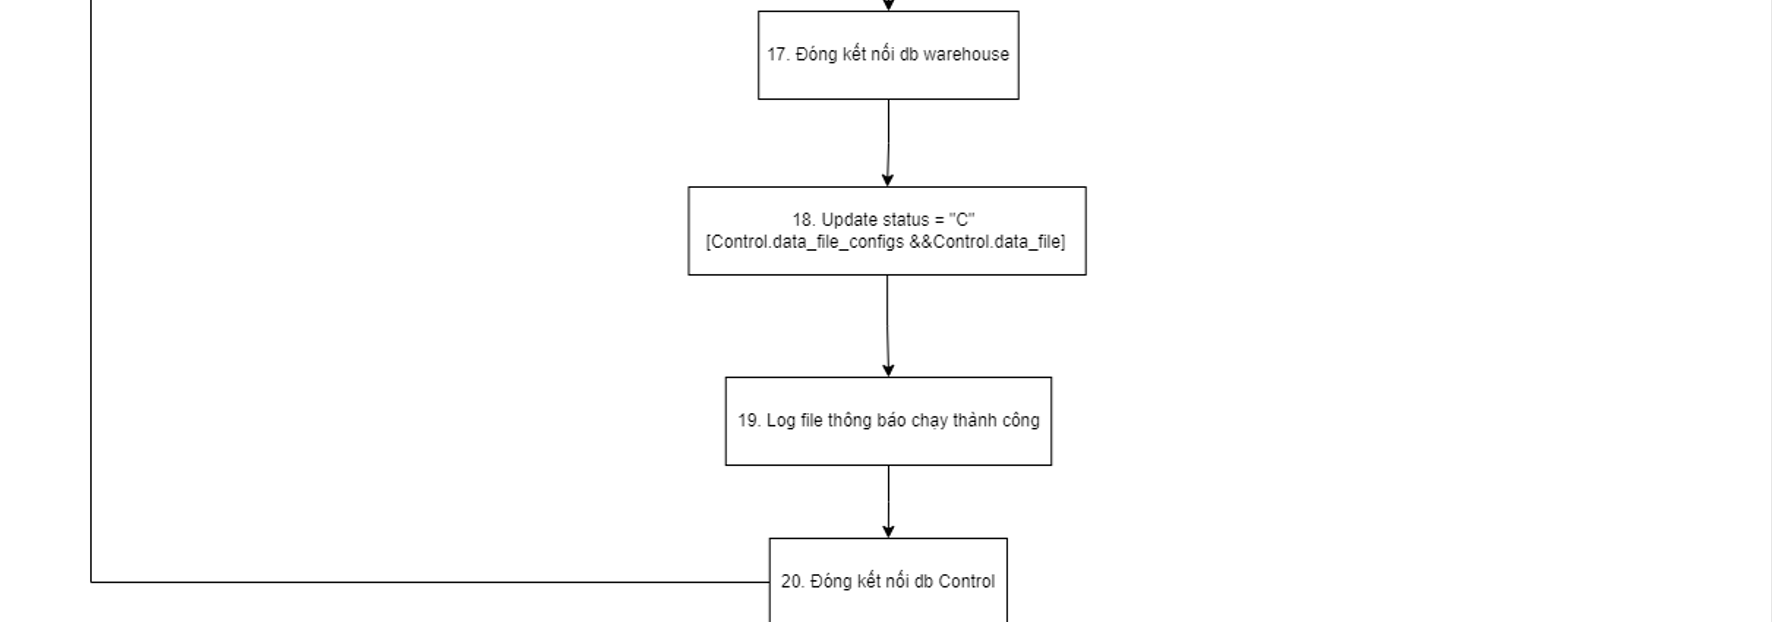 17. Đóng kết nối db warehouse
18. Update status = "C"
[Control.data_file_configs &&Control.data_file]
19. Log file thông báo chạy thành công
20. Đóng kết nối db Control